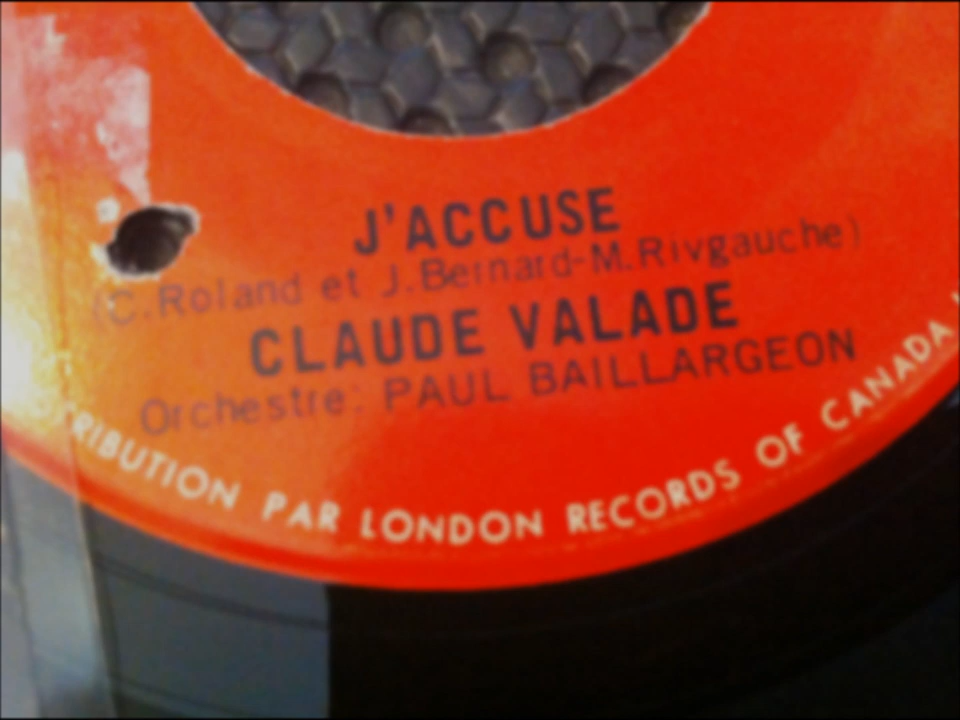 J'ACCUSE
(C.Roland et J.Bernard-M.Rivgauche)
CLAUDE VALADE
Orchestre: PAUL BAILLARGEON
RIBUTION PAR LONDON RECORDS OF CANADA